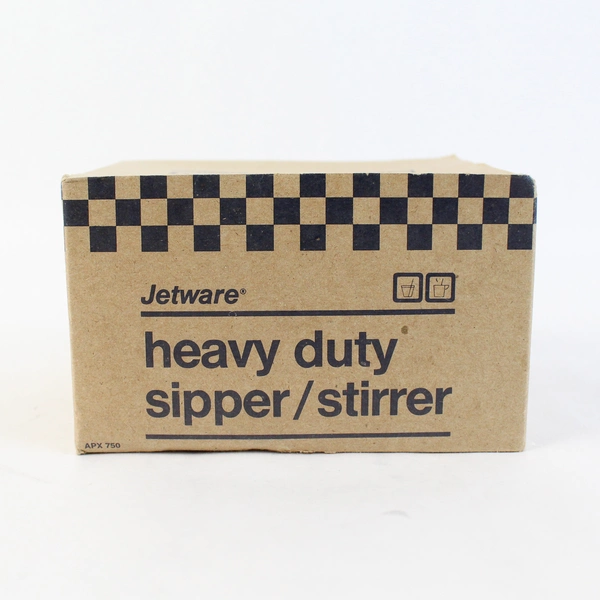 Jetware®
heavy duty
sipper/stirrer
APX 750